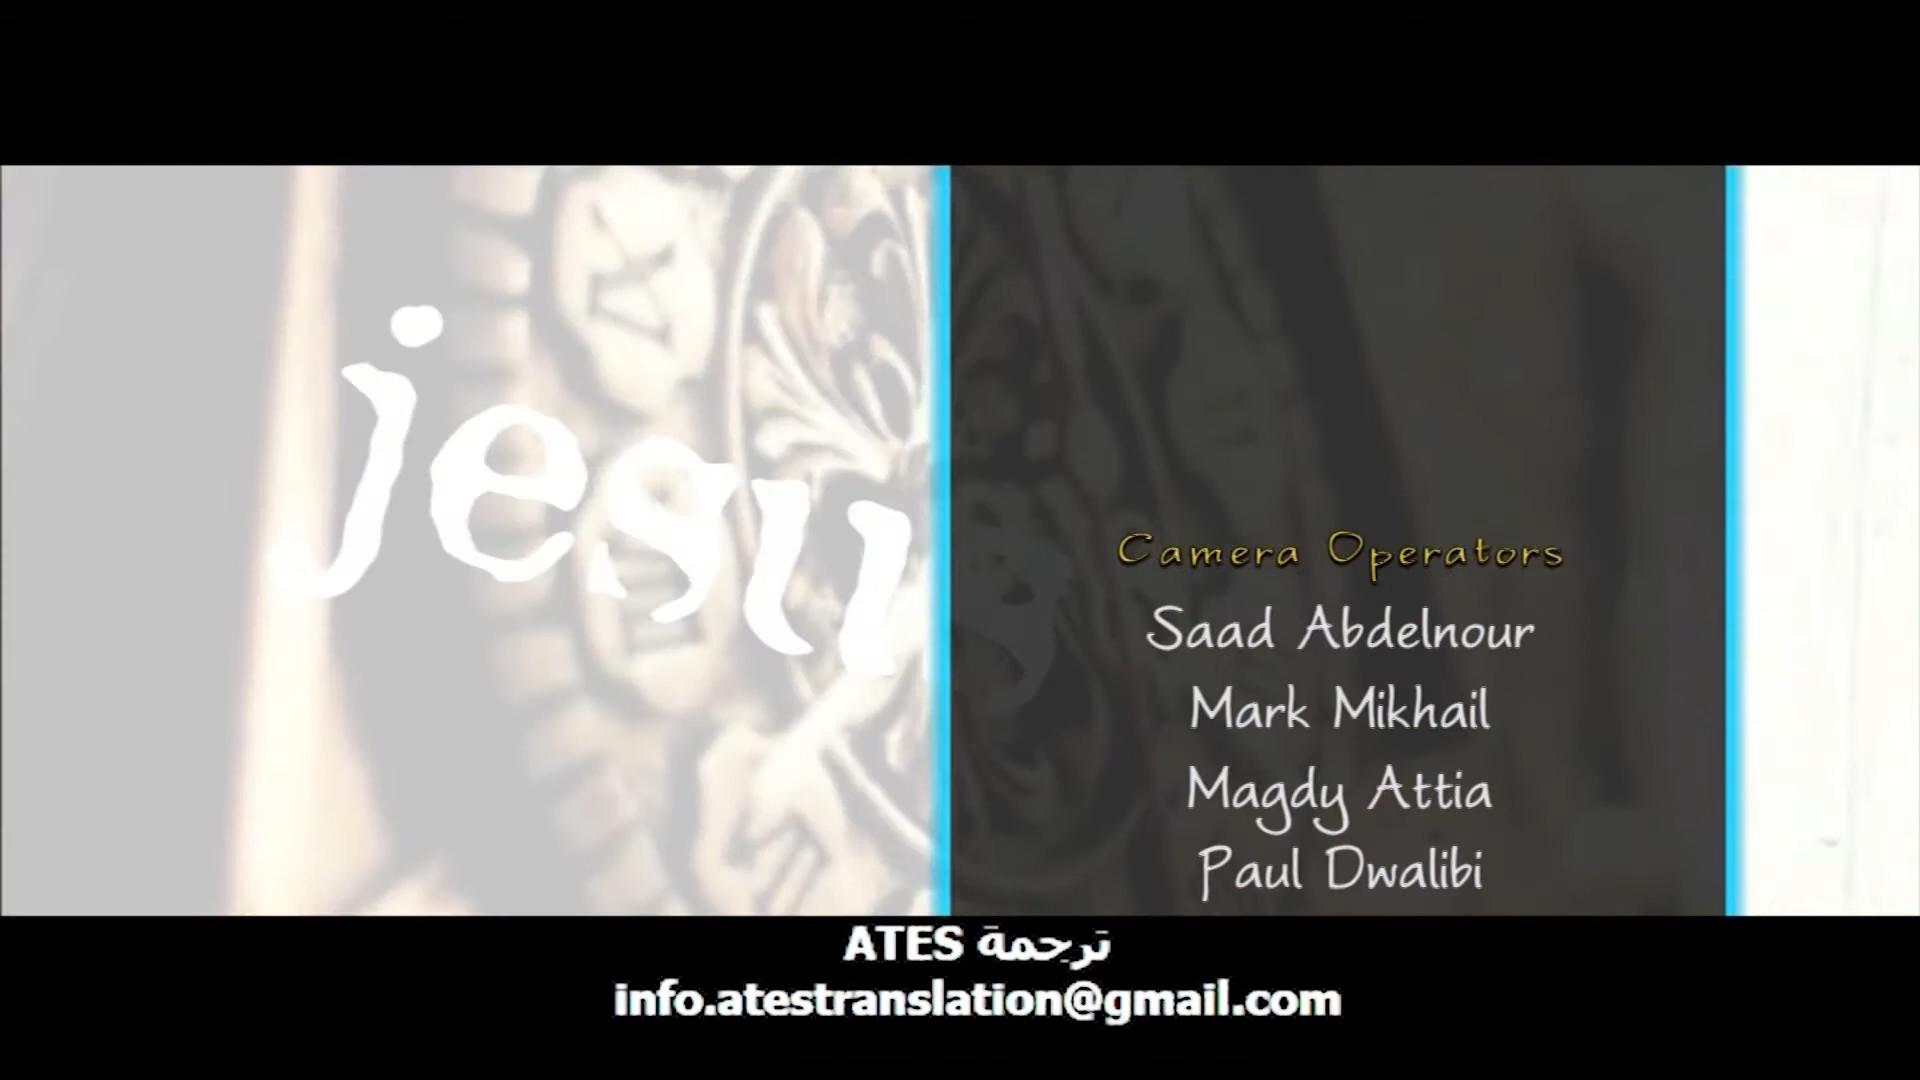 jesu
Camera Operators
Saad Abdelnour
Mark Mikhail
Magdy Attia
Paul Dwalibi
ترجمة ATES
info.atestranslation@gmail.com